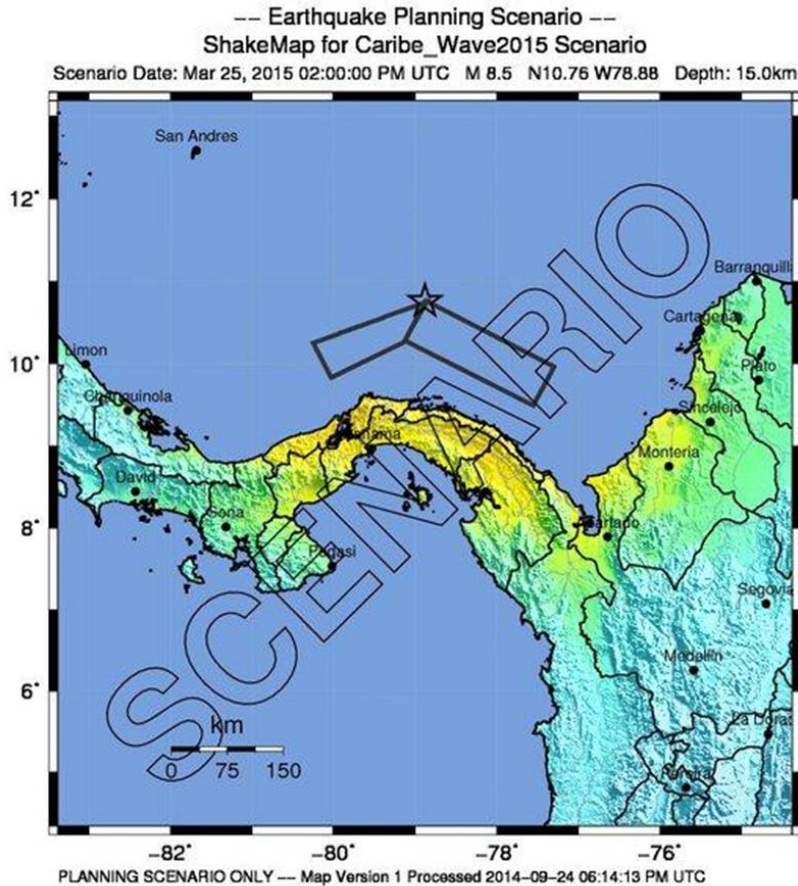 -- Earthquake Planning Scenario --
ShakeMap for Caribe_Wave2015 Scenario
Scenario Date: Mar 25, 2015 02:00:00 PM UTC M 8.5 N10.76 W78.88 Depth: 15.0km
San Andres
12°
Barranquilla
Cartagena
10°
Limon
Plato
Sincelejo
Monteria
David
8°
Sona
Segovia
Medellin
6°
SCENARIO
km
0 75 150
-82° -80° -78° -76°
PLANNING SCENARIO ONLY -- Map Version 1 Processed 2014-09-24 06:14:13 PM UTC